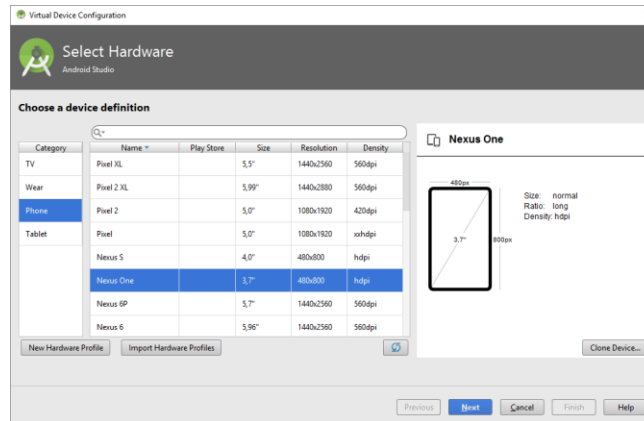 Virtual Device Configuration
Select Hardware
Android Studio
Choose a device definition
Category
TV
Wear
Phone
Tablet
Name Play Store Size Resolution Density
Pixel XL 5,5" 1440x2560 560dpi
Pixel 2 XL 5,99" 1440x2880 560dpi
Pixel 2 5,0" 1080x1920 420dpi
Pixel 5,0" 1080x1920 xxhdpi
Nexus S 4,0" 480x800 hdpi
Nexus One 3,7" 480x800 hdpi
Nexus 6P 5,7" 1440x2560 560dpi
Nexus 6 5,96" 1440x2560 560dpi
New Hardware Profile Import Hardware Profiles
Nexus One
480px
3,7"
800px
Size: normal
Ratio: long
Density: hdpi
Clone Device...
Previous Next Cancel Finish Help